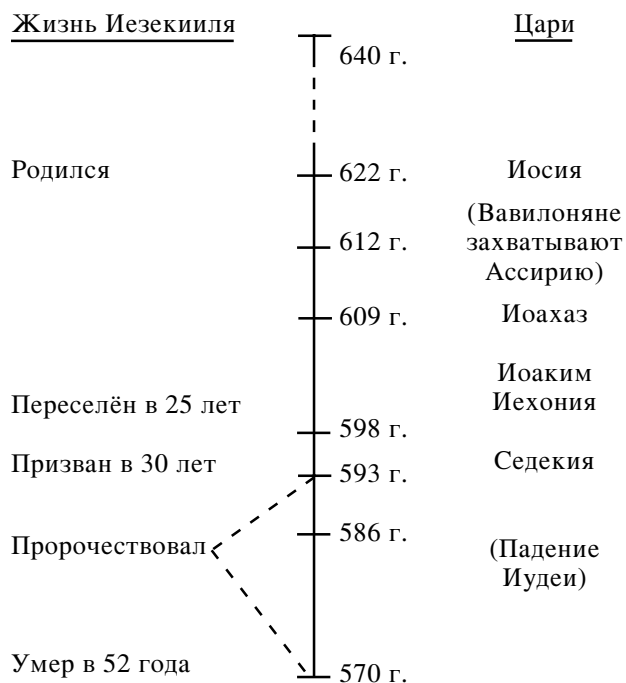 Жизнь Иезекииля
Цари
640 г.
Родился
622 г.
Иосия
(Вавилоняне
захватывают
Ассирию)
612 г.
609 г.
Иоахаз
Иоаким
Иехония
Переселён в 25 лет
598 г.
Призван в 30 лет
593 г.
Седекия
586 г.
Пророчествовал
(Падение
Иудеи)
Умер в 52 года
570 г.